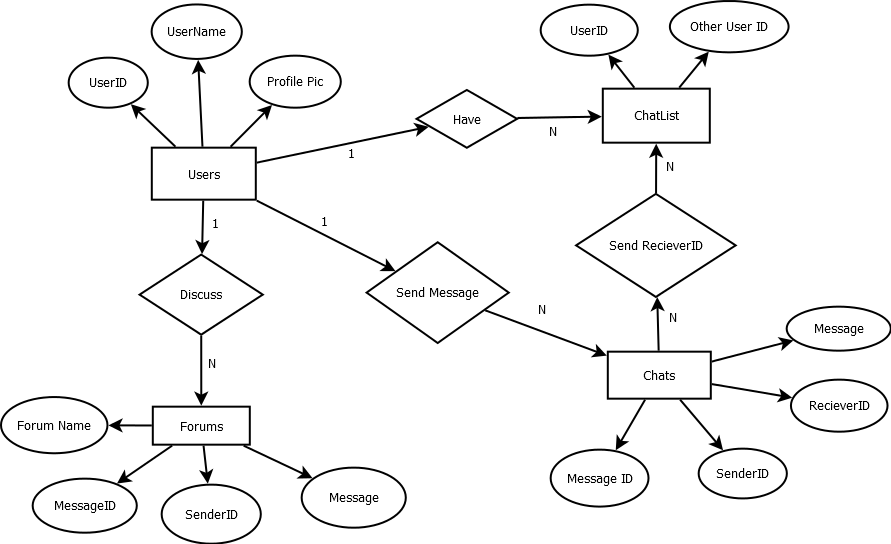 UserName
UserID
Other User ID
UserID
Profile Pic
Have
ChatList
1
N
Users
N
1
1
Send RecieverID
Discuss
Send Message
N
N
Message
N
Chats
RecieverID
Forum Name
Forums
Message ID
SenderID
MessageID
SenderID
Message